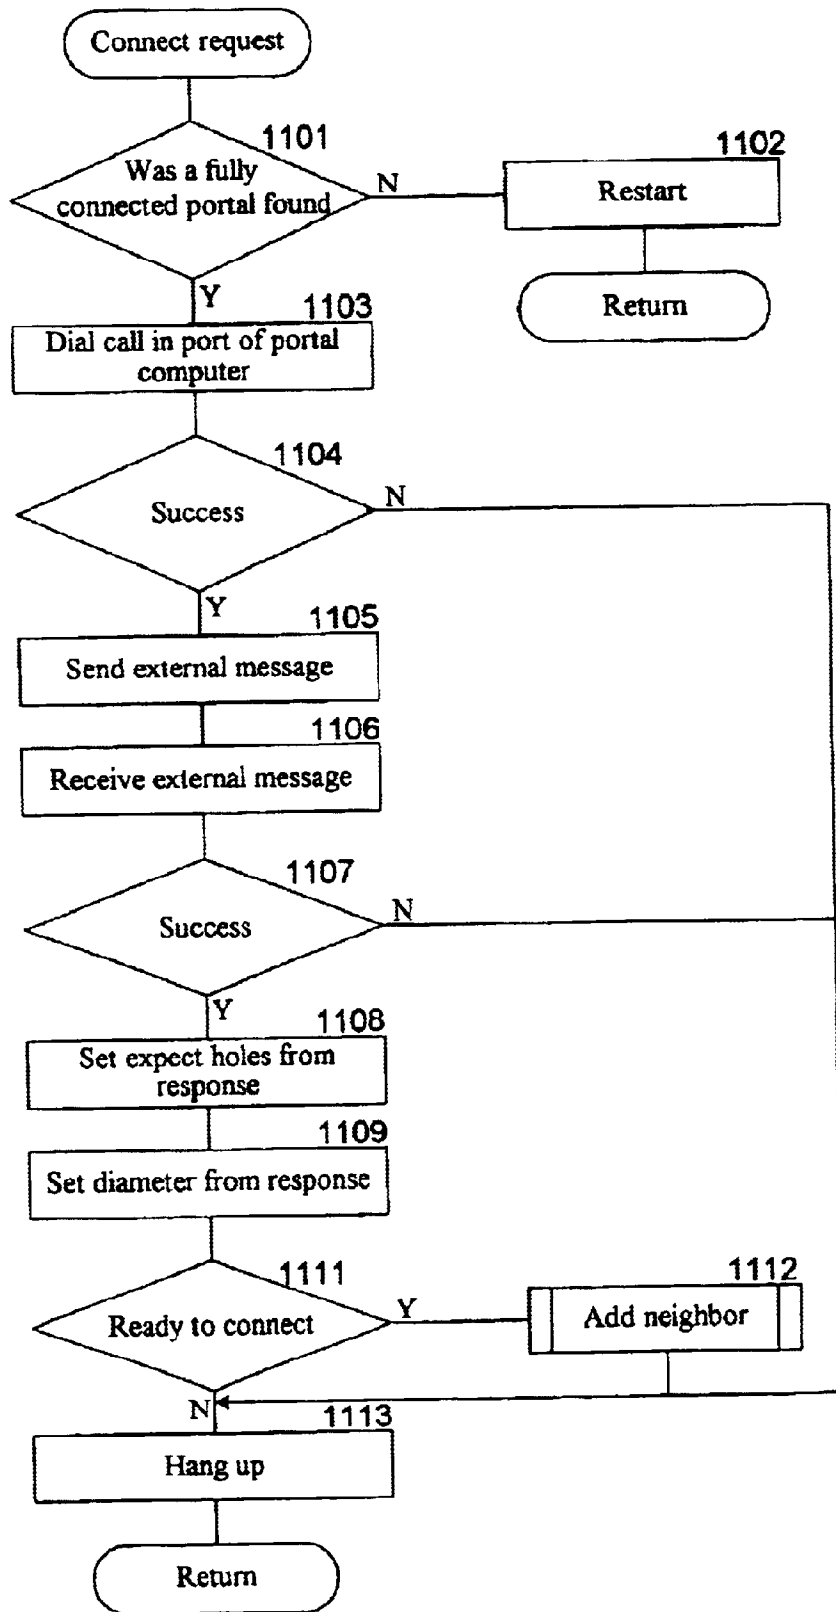 Connect request
1101
Was a fully
connected portal found
N
1102
Restart
Return
Y
1103
Dial call in port of portal
computer
1104
Success
N
Y
1105
Send external message
1106
Receive external message
1107
Success
N
Y
1108
Set expect holes from
response
1109
Set diameter from response
1111
Ready to connect
Y
1112
Add neighbor
N
1113
Hang up
Return